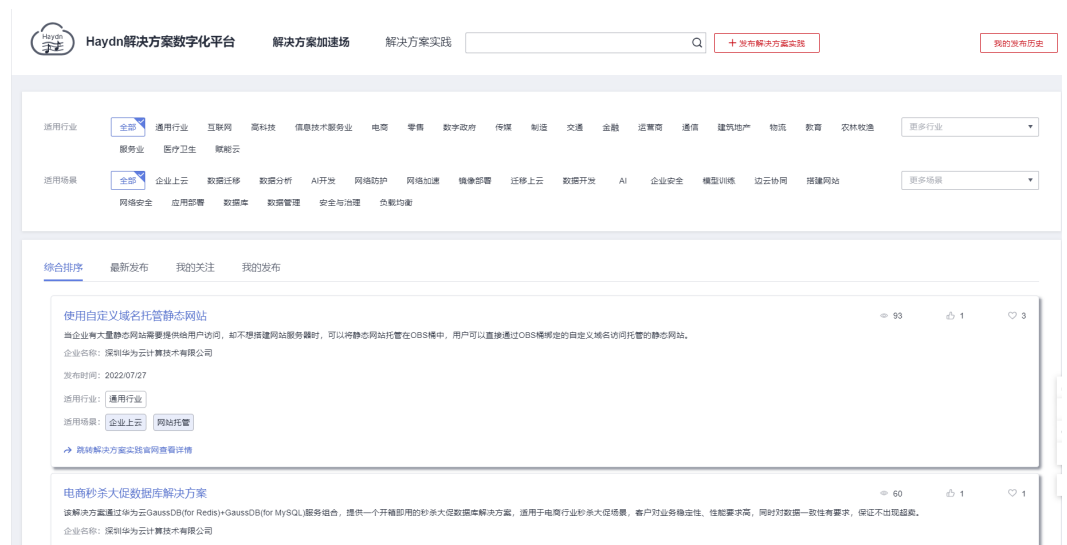 Haydn
Haydn解决方案数字化平台
解决方案加速场
解决方案实践
+ 发布解决方案实践
我的发布历史
适用行业 全部 通用行业 互联网 高科技 信息技术服务业 电商 零售 数字政府 传媒 制造 交通 金融 运营商 通信 建筑地产 物流 教育 农林牧渔 更多行业
服务业 医疗卫生 赋能云
适用场景 全部 企业上云 数据迁移 数据分析 AI开发 网络防护 网络加速 镜像部署 迁移上云 数据开发 AI 企业安全 模型训练 边云协同 搭建网站 更多场景
网络安全 应用部署 数据库 数据管理 安全与治理 负载均衡
综合排序 最新发布 我的关注 我的发布
使用自定义域名托管静态网站 93 1 3
当企业有大量静态网站需要提供给用户访问，却不想搭建网站服务器时，可以将静态网站托管在OBS桶中，用户可以直接通过OBS桶绑定的自定义域名访问托管的静态网站。
企业名称：深圳华为云计算技术有限公司
发布时间：2022/07/27
适用行业：通用行业
适用场景：企业上云 网站托管
跳转解决方案实践官网查看详情
电商秒杀大促数据库解决方案 60 1 1
该解决方案通过华为云GaussDB(for Redis)+GaussDB(for MySQL)服务组合，提供一个开箱即用的秒杀大促数据库解决方案，适用于电商行业秒杀大促场景，客户对业务稳定性、性能要求高，同时对数据一致性有要求，保证不出现超卖。
企业名称：深圳华为云计算技术有限公司